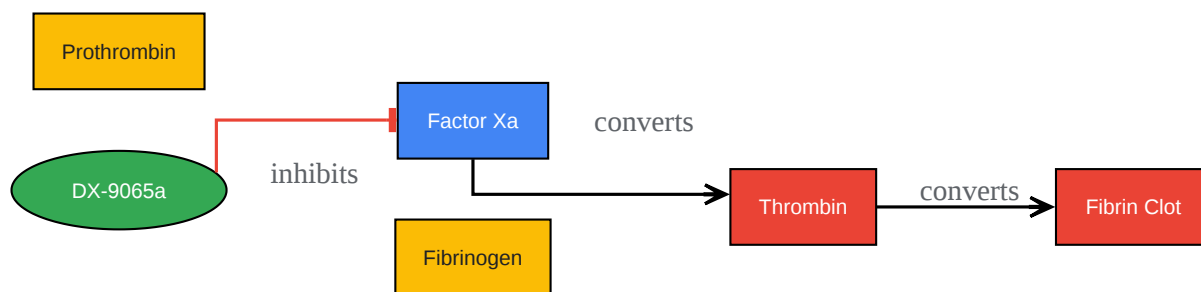 Prothrombin
Factor Xa
converts
inhibits
DX-9065a
converts
Thrombin
Fibrin Clot
Fibrinogen